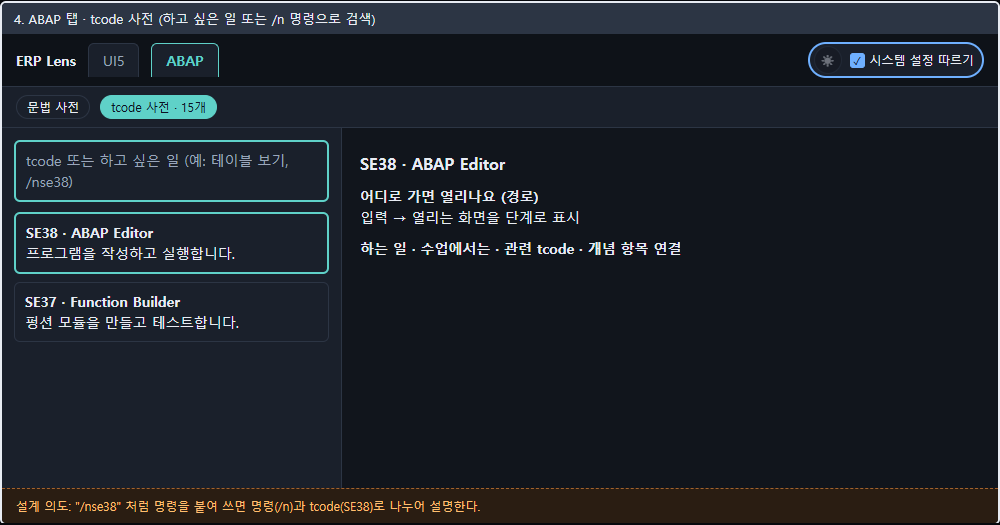 4. ABAP 탭 · tcode 사전 (하고 싶은 일 또는 /n 명령으로 검색)
ERP Lens
UI5
ABAP
시스템 설정 따르기
문법 사전
tcode 사전 · 15개
tcode 또는 하고 싶은 일 (예: 테이블 보기,
/nse38)
SE38 · ABAP Editor
프로그램을 작성하고 실행합니다.
SE37 · Function Builder
펑션 모듈을 만들고 테스트합니다.
SE38 · ABAP Editor
어디로 가면 열리나요 (경로)
입력 → 열리는 화면을 단계로 표시
하는 일 · 수업에서는 · 관련 tcode · 개념 항목 연결
설계 의도: "/nse38" 처럼 명령을 붙여 쓰면 명령(/n)과 tcode(SE38)로 나누어 설명한다.